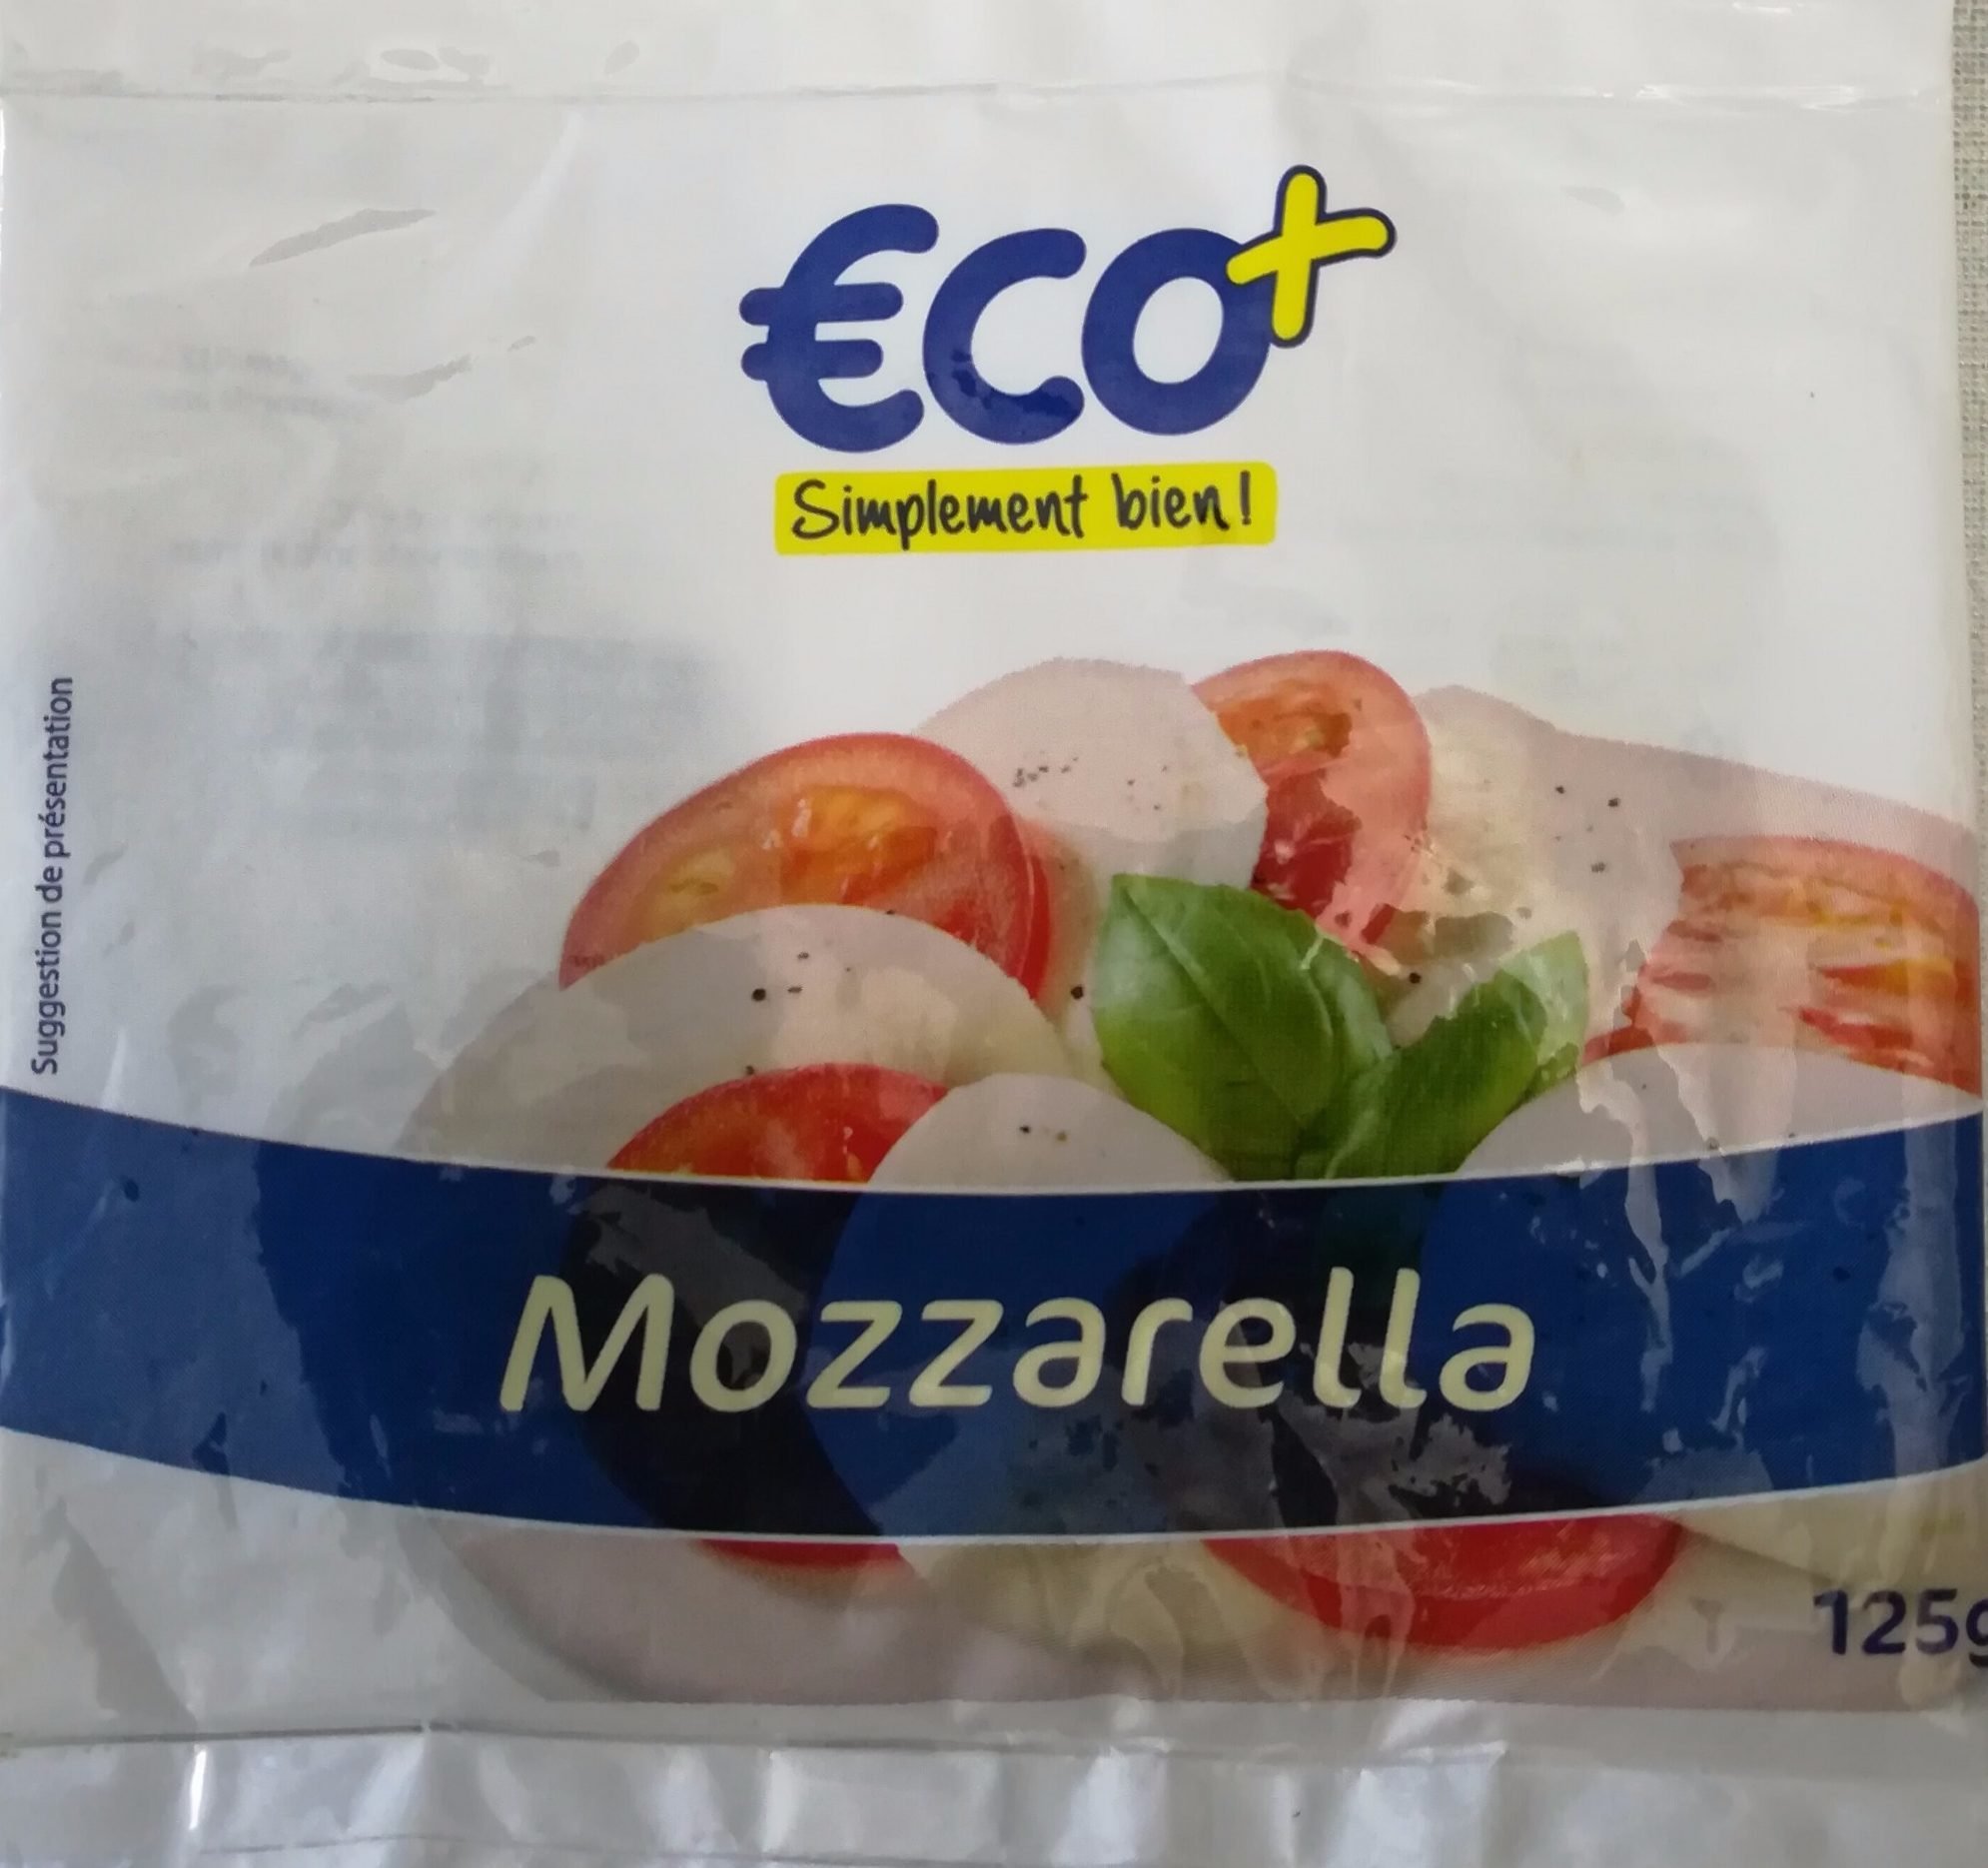 €co+
Simplement bien!
Suggestion de présentation
Mozzarella
125g